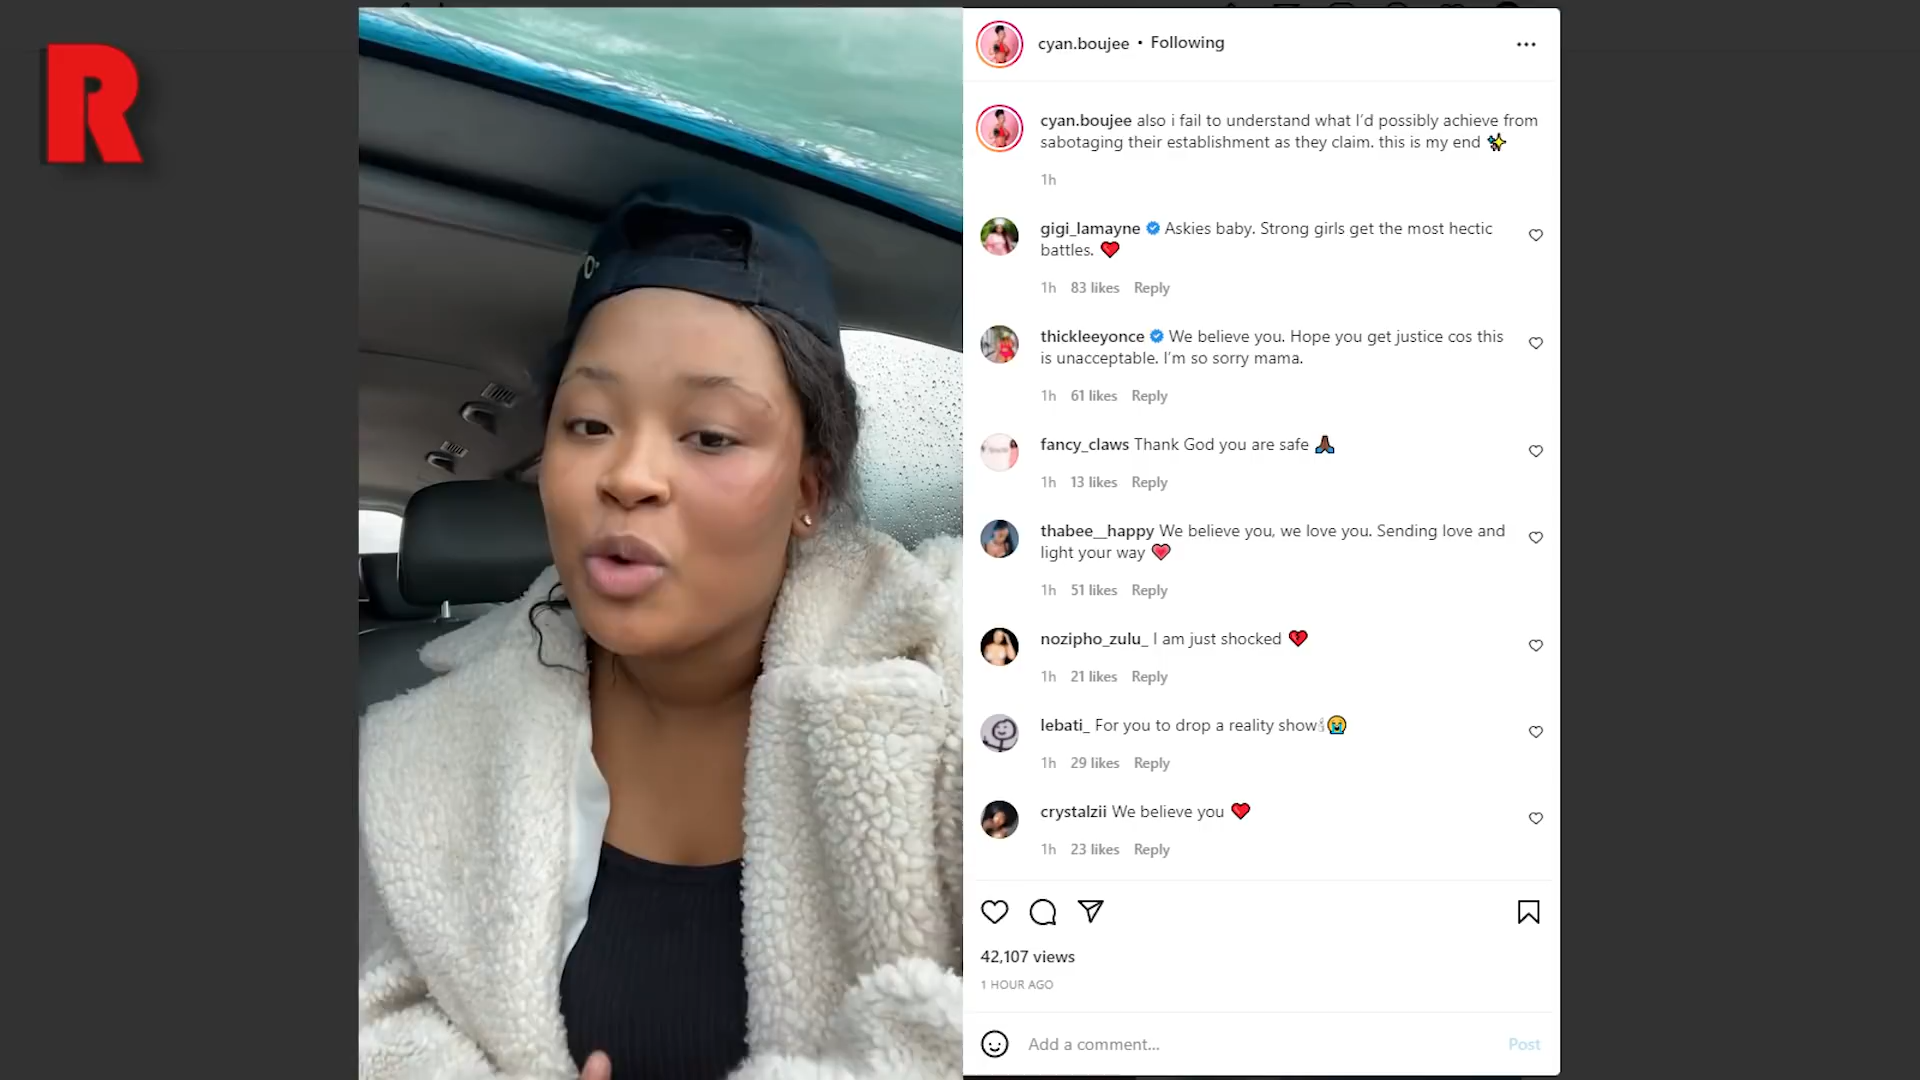 R
cyan.boujee • Following
cyan.boujee also i fail to understand what I'd possibly achieve from
sabotaging their establishment as they claim. this is my end ✨
1h
gigi_lamayne Askies baby. Strong girls get the most hectic
battles. ❤️
1h 83 likes Reply
thickleeyonce We believe you. Hope you get justice cos this
is unacceptable. I'm so sorry mama.
1h 61 likes Reply
fancy_claws Thank God you are safe 🙏🏿
1h 13 likes Reply
thabee__happy We believe you, we love you. Sending love and
light your way 💗
1h 51 likes Reply
nozipho_zulu_ I am just shocked 💔
1h 21 likes Reply
lebati_ For you to drop a reality show🕯😭
1h 29 likes Reply
crystalzii We believe you ❤️
1h 23 likes Reply
42,107 views
1 HOUR AGO
Add a comment...
Post